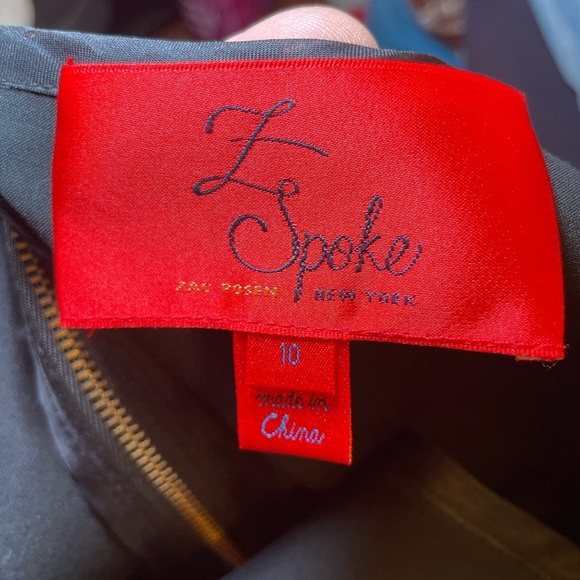 Z
Spoke
ZAC POSEN NEW YORK
10
made in
China